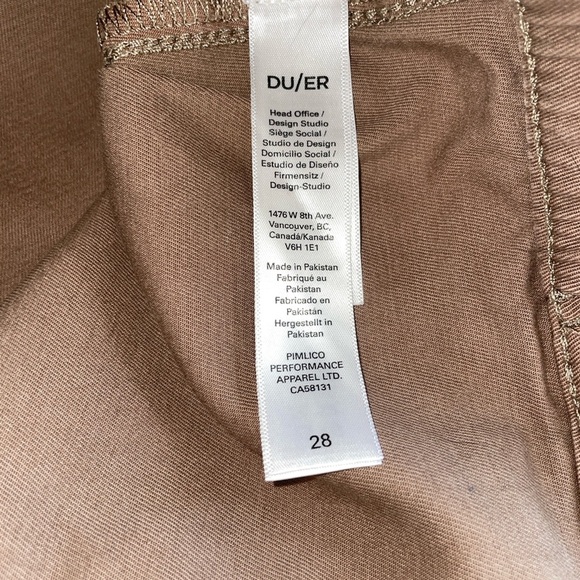 DU/ER
Head Office /
Design Studio
Siège Social /
Studio de Design
Domicilio Social /
Estudio de Diseño
Firmensitz /
Design-Studio
1476 W 8th Ave.
Vancouver, BC,
Canadá/Kanada
V6H 1E1
Made in Pakistan
Fabriqué au
Pakistan
Fabricado en
Pakistán
Hergestellt in
Pakistan
PIMLICO
PERFORMANCE
APPAREL LTD.
CA58131
28